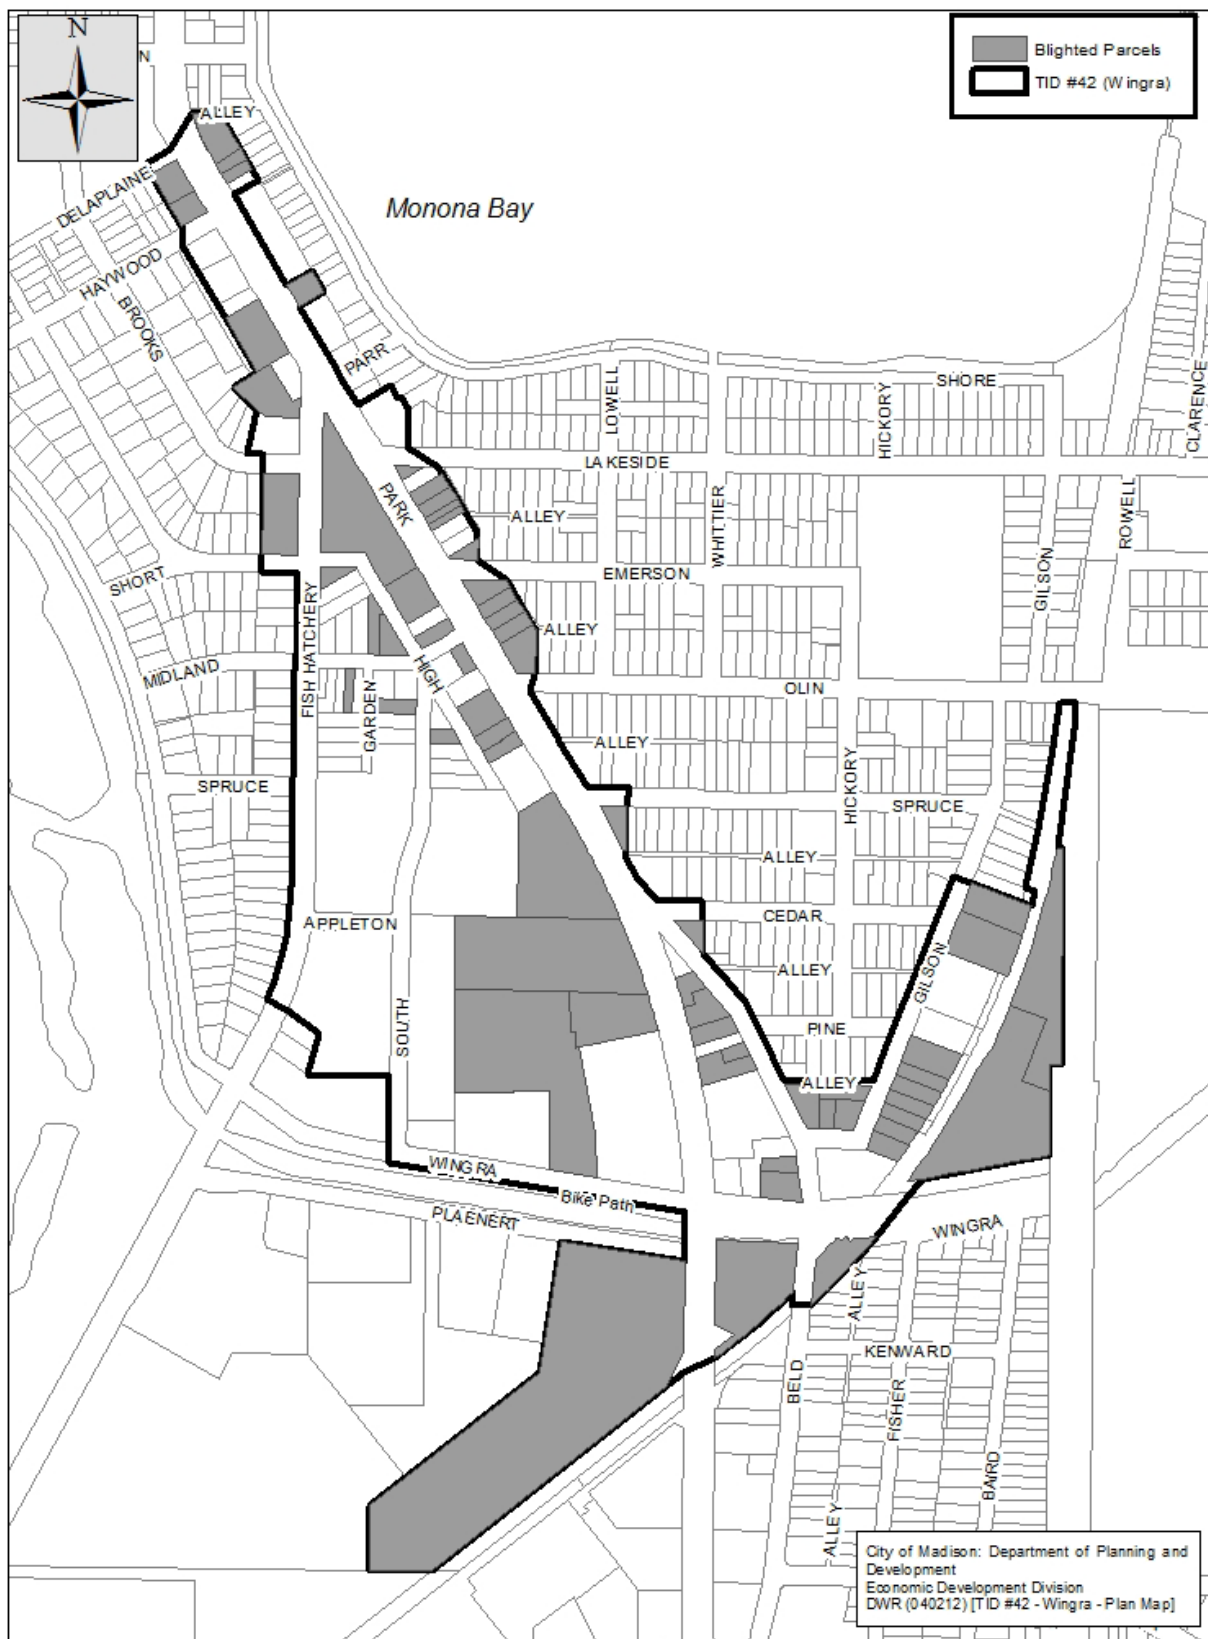 N
N
Blighted Parcels
TID #42 (Wingra)
ALLEY
DELAPLAINE
Monona Bay
HAYWOOD
BROOKS
PARR
SHORE
LOWELL
HICKORY
CLARENCE
LAKESIDE
PARK
ALLEY
WHITTIER
ROWELL
EMERSON
GILSON
SHORT
FISH HATCHERY
ALLEY
MIDLAND
HIGH
GARDEN
OLIN
ALLEY
SPRUCE
HICKORY
SPRUCE
ALLEY
APPLETON
CEDAR
ALLEY
GILSON
SOUTH
PINE
ALLEY
WINGRA
Bike Path
PLAENERT
WINGRA
ALLEY
KENWARD
BELD
FISHER
BAIRD
ALLEY
City of Madison: Department of Planning and
Development
Economic Development Division
DWR (040212) [TID #42 - Wingra - Plan Map]